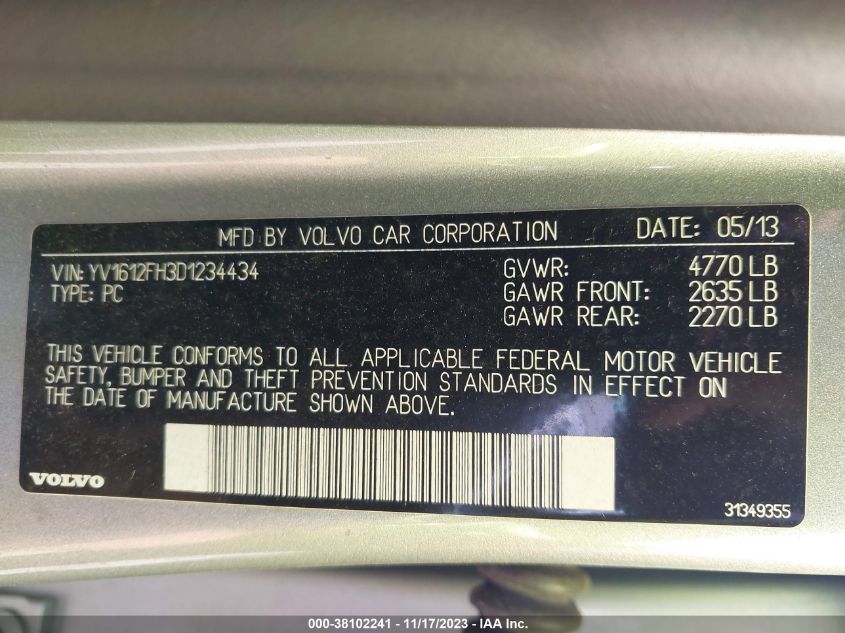 MFD BY VOLVO CAR CORPORATION DATE: 05/13
VIN: YV1612FH3D1234434 GVWR: 4770 LB
TYPE: PC GAWR FRONT: 2635 LB
GAWR REAR: 2270 LB
THIS VEHICLE CONFORMS TO ALL APPLICABLE FEDERAL MOTOR VEHICLE
SAFETY, BUMPER AND THEFT PREVENTION STANDARDS IN EFFECT ON
THE DATE OF MANUFACTURE SHOWN ABOVE.
VOLVO
31349355
000-38102241 - 11/17/2023 - IAA Inc.